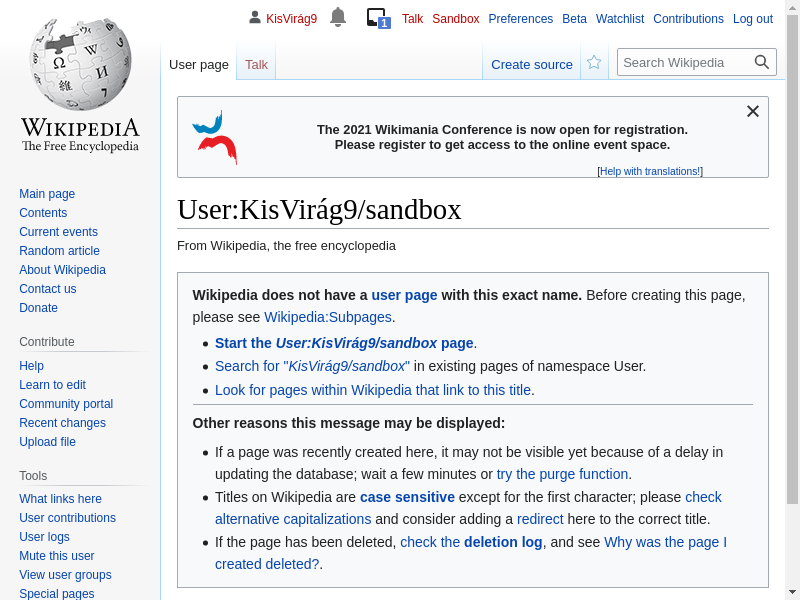 KisVirág9
1
Talk
Sandbox
Preferences
Beta
Watchlist
Contributions
Log out
Ω
W
И
維
WIKIPEDIA
The Free Encyclopedia
User page
Talk
Create source
Search Wikipedia
Main page
Contents
Current events
Random article
About Wikipedia
Contact us
Donate
Contribute
Help
Learn to edit
Community portal
Recent changes
Upload file
Tools
What links here
User contributions
User logs
Mute this user
View user groups
Special pages
The 2021 Wikimania Conference is now open for registration.
Please register to get access to the online event space.
[Help with translations!]
User:KisVirág9/sandbox
From Wikipedia, the free encyclopedia
Wikipedia does not have a user page with this exact name. Before creating this page,
please see Wikipedia:Subpages.
Start the User:KisVirág9/sandbox page.
Search for "KisVirág9/sandbox" in existing pages of namespace User.
Look for pages within Wikipedia that link to this title.
Other reasons this message may be displayed:
If a page was recently created here, it may not be visible yet because of a delay in
updating the database; wait a few minutes or try the purge function.
Titles on Wikipedia are case sensitive except for the first character; please check
alternative capitalizations and consider adding a redirect here to the correct title.
If the page has been deleted, check the deletion log, and see Why was the page I
created deleted?.